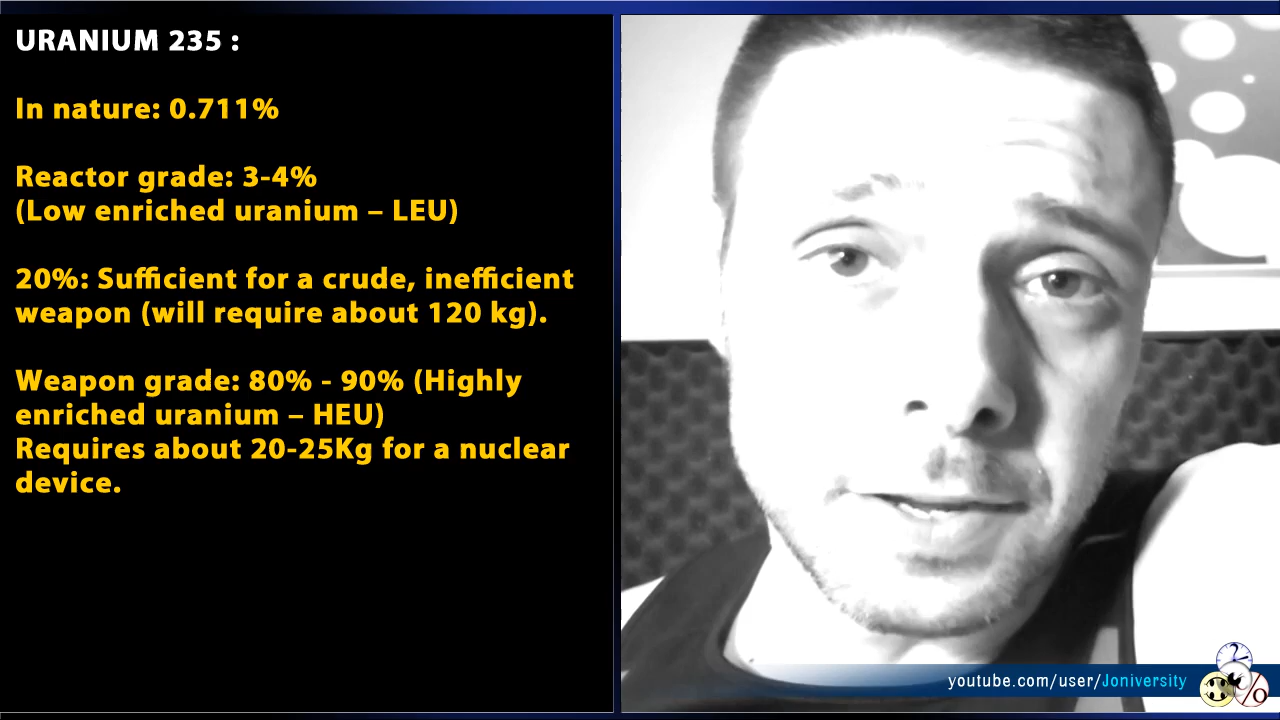 URANIUM 235 :
In nature: 0.711%
Reactor grade: 3-4%
(Low enriched uranium – LEU)
20%: Sufficient for a crude, inefficient
weapon (will require about 120 kg).
Weapon grade: 80% - 90% (Highly
enriched uranium – HEU)
Requires about 20-25Kg for a nuclear
device.
youtube.com/user/Joniversity